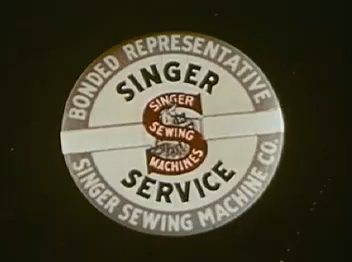 BONDED REPRESENTATIVE
SINGER
SINGER
SEWING
MACHINES
SERVICE
SINGER SEWING MACHINE CO.